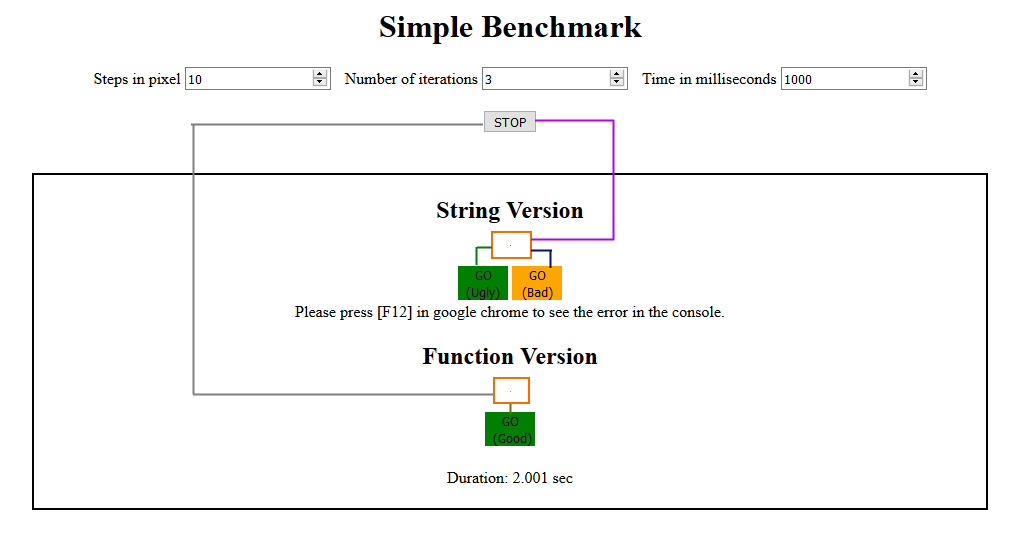 Simple Benchmark
Steps in pixel 10 Number of iterations 3 Time in milliseconds 1000
STOP
String Version
.
GO (Ugly) GO (Bad)
Please press [F12] in google chrome to see the error in the console.
Function Version
.
GO
(Good)
Duration: 2.001 sec